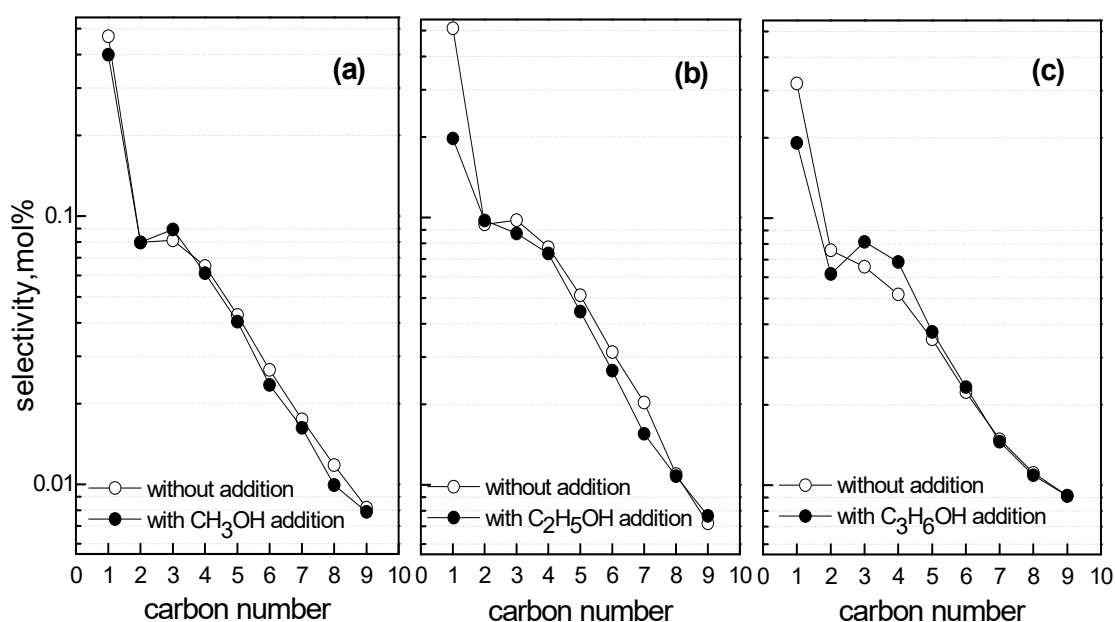 (a)
(b)
(c)
selectivity,mol%
0.1
0.01
without addition
with CH3OH addition
without addition
with C2H5OH addition
without addition
with C3H6OH addition
0 1 2 3 4 5 6 7 8 9 10
0 1 2 3 4 5 6 7 8 9 10
0 1 2 3 4 5 6 7 8 9 10
carbon number
carbon number
carbon number